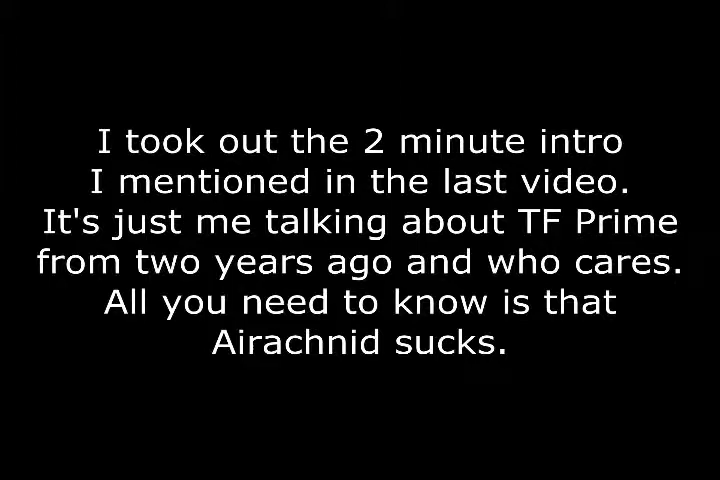 I took out the 2 minute intro
I mentioned in the last video.
It's just me talking about TF Prime
from two years ago and who cares.
All you need to know is that
Airachnid sucks.